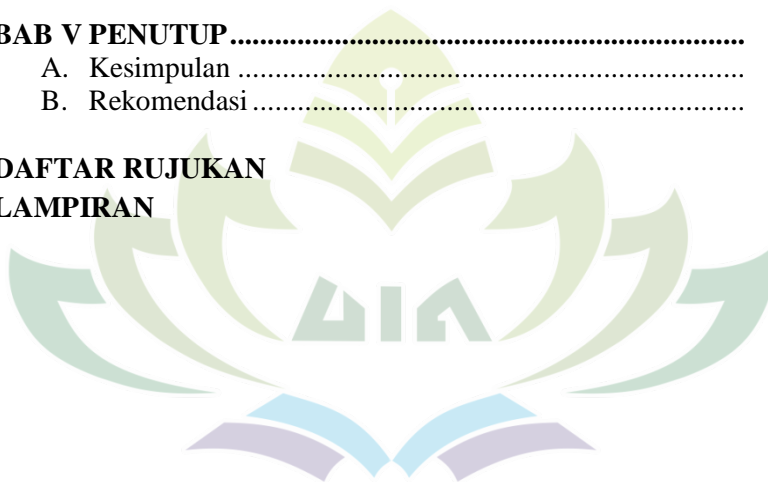 BAB V PENUTUP.....................................................................
A. Kesimpulan ....................................................................
B. Rekomendasi..................................................................
DAFTAR RUJUKAN
LAMPIRAN